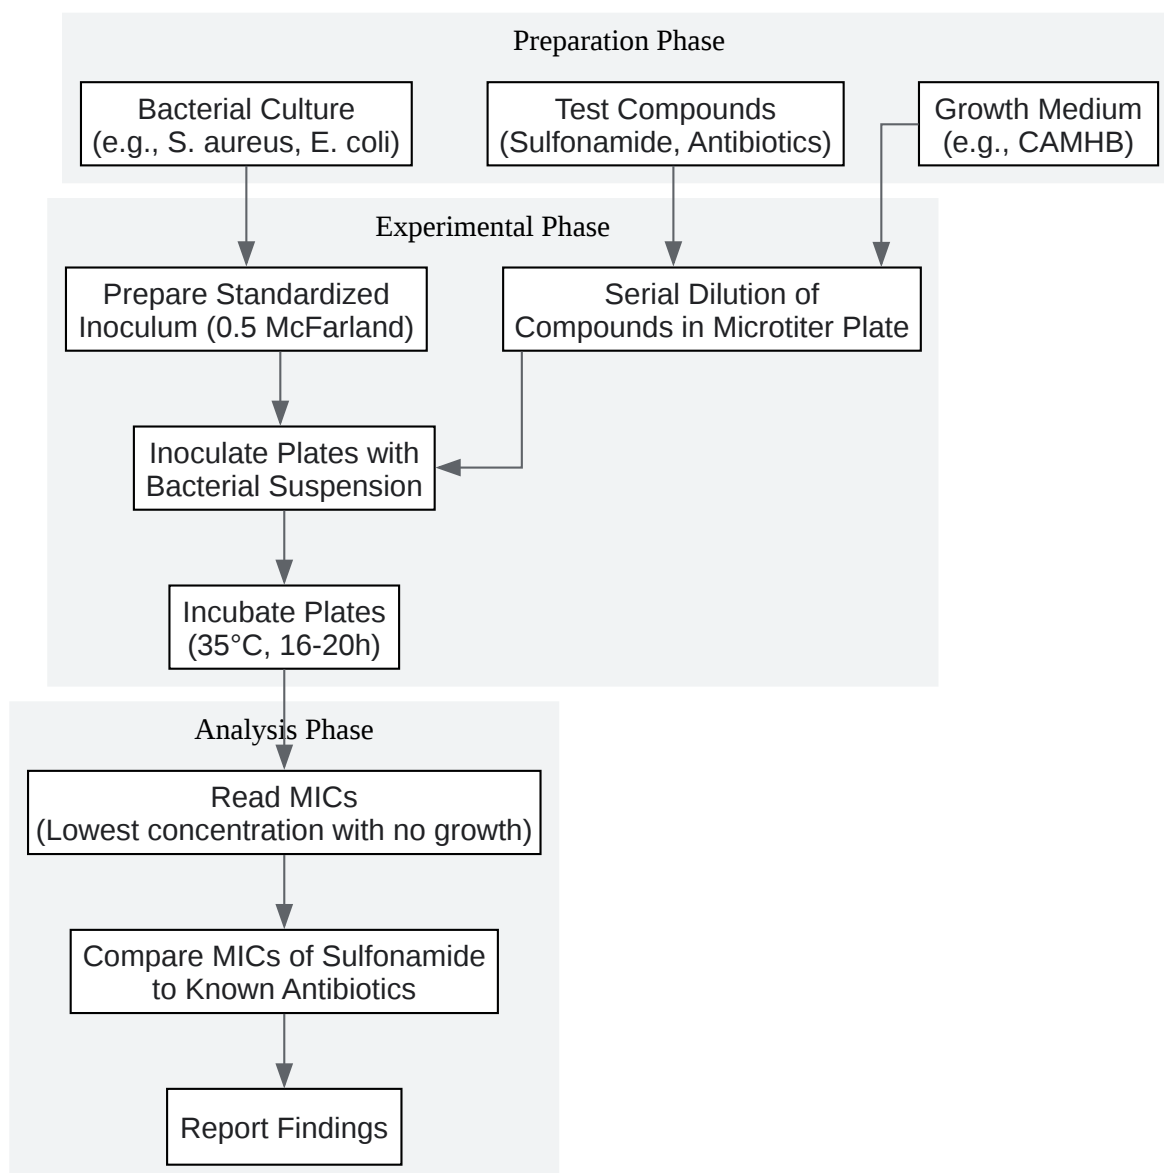 Preparation Phase
Bacterial Culture
(e.g., S. aureus, E. coli)
Test Compounds
(Sulfonamide, Antibiotics)
Growth Medium
(e.g., CAMHB)
Experimental Phase
Prepare Standardized
Inoculum (0.5 McFarland)
Serial Dilution of
Compounds in Microtiter Plate
Inoculate Plates with
Bacterial Suspension
Incubate Plates
(35°C, 16-20h)
Analysis Phase
Read MICs
(Lowest concentration with no growth)
Compare MICs of Sulfonamide
to Known Antibiotics
Report Findings